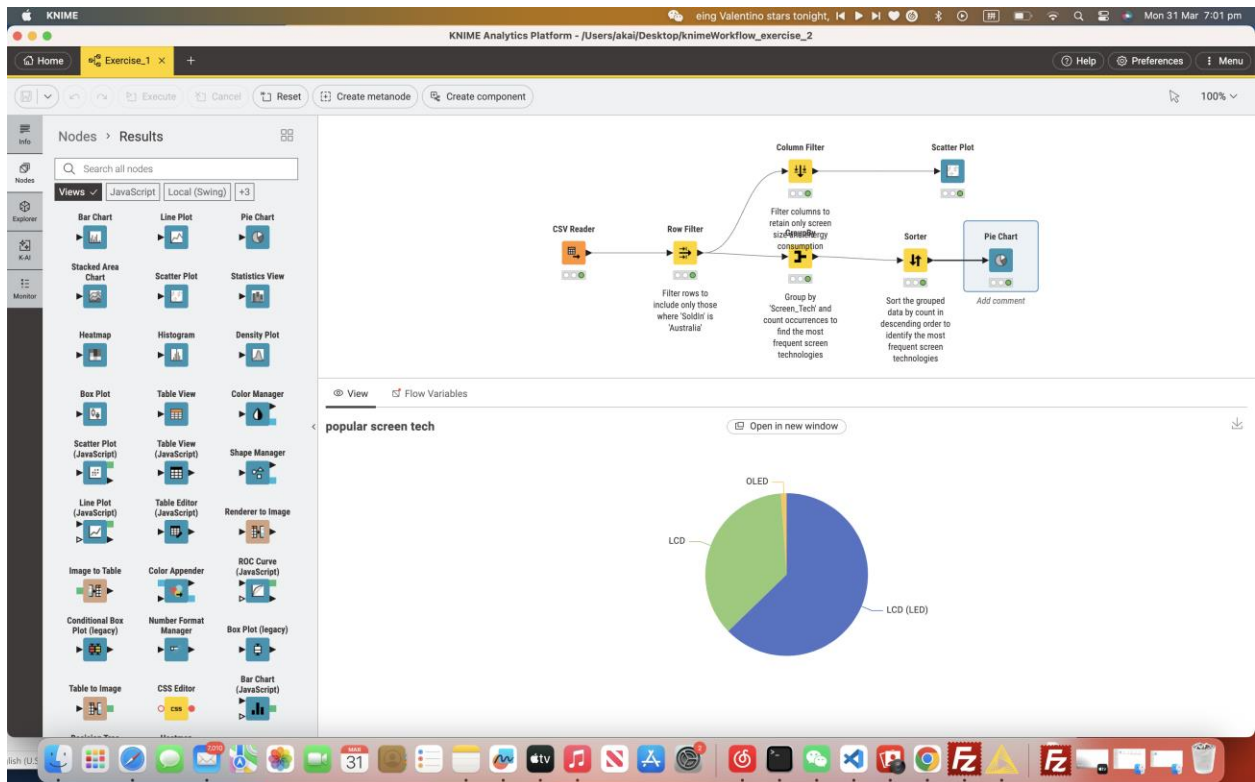 KNIME
eing Valentino stars tonight,
Mon 31 Mar 7:01 pm
KNIME Analytics Platform - /Users/akai/Desktop/knimeWorkflow_exercise_2
Home
Exercise_1
Help
Preferences
Menu
Execute
Cancel
Reset
Create metanode
Create component
100%
Info
Nodes
Explorer
K-AI
Monitor
Nodes > Results
Search all nodes
Views
JavaScript
Local (Swing)
+3
Bar Chart
Line Plot
Pie Chart
Stacked Area
Chart
Scatter Plot
Statistics View
Heatmap
Histogram
Density Plot
Box Plot
Table View
Color Manager
Scatter Plot
(JavaScript)
Table View
(JavaScript)
Shape Manager
Line Plot
(JavaScript)
Table Editor
(JavaScript)
Renderer to Image
Image to Table
Color Appender
ROC Curve
(JavaScript)
Conditional Box
Plot (legacy)
Number Format
Manager
Box Plot (legacy)
Table to Image
CSS Editor
CSS
Bar Chart
(JavaScript)
CSV Reader
Row Filter
Filter rows to
include only those
where 'SoldIn' is
'Australia'
Column Filter
Filter columns to
retain only screen
size
consumption
GroupBy
Group by
'Screen_Tech' and
count occurrences to
find the most
frequent screen
technologies
Scatter Plot
Sorter
Sort the grouped
data by count in
descending order to
identify the most
frequent screen
technologies
Pie Chart
Add comment
View
Flow Variables
popular screen tech
Open in new window
OLED
LCD
LCD (LED)
7,010
MAR
31
tv
2